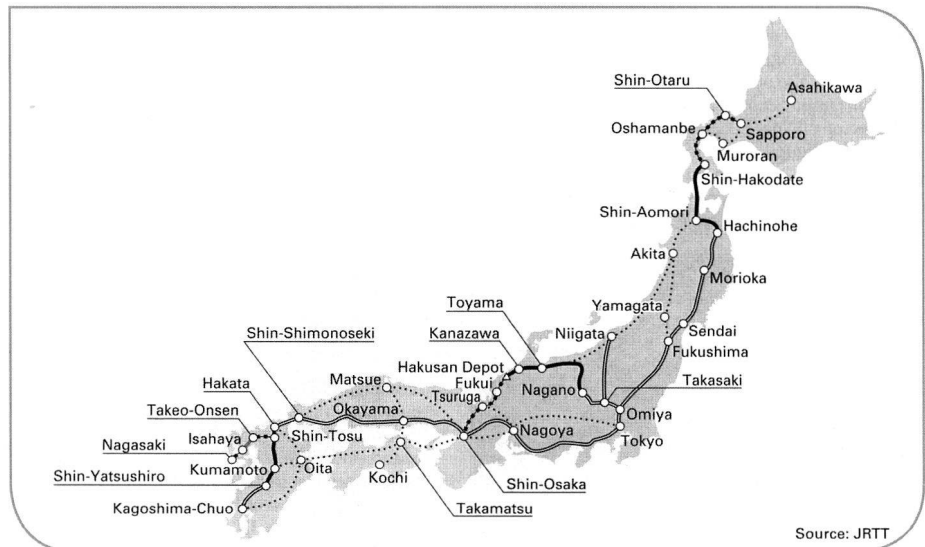 Shin-Otaru
Asahikawa
Oshamanbe
Sapporo
Muroran
Shin-Hakodate
Shin-Aomori
Hachinohe
Akita
Morioka
Toyama
Yamagata
Kanazawa
Niigata
Sendai
Shin-Shimonoseki
Fukushima
Hakusan Depot
Hakata
Matsue
Fukui
Tsuruga
Nagano
Takasaki
Takeo-Onsen
Okayama
Omiya
Nagasaki
Isahaya
Shin-Tosu
Nagoya
Tokyo
Kumamoto
Oita
Kochi
Shin-Osaka
Shin-Yatsushiro
Takamatsu
Kagoshima-Chuo
Source: JRTT